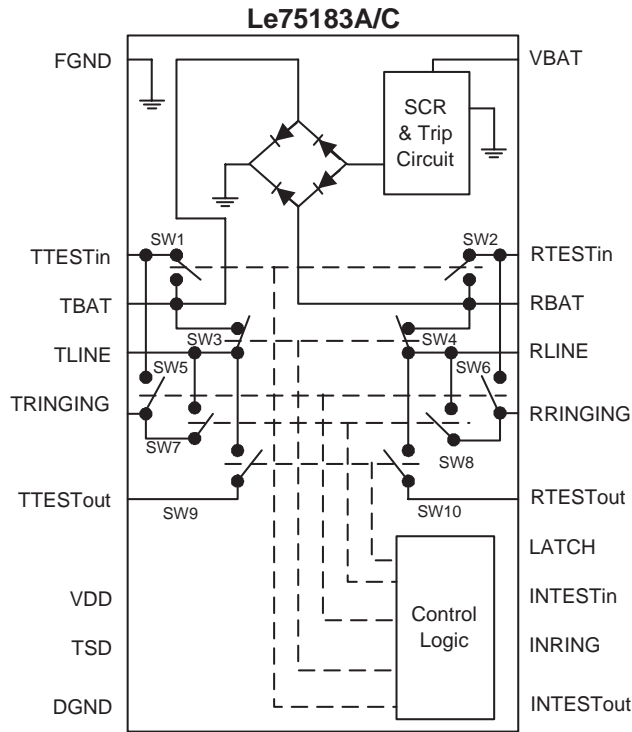 Le75183A/C
FGND
VBAT
SCR
& Trip
Circuit
SW1
SW2
TTESTin
RTESTin
TBAT
RBAT
SW3
SW4
TLINE
RLINE
SW5
SW6
TRINGING
RRINGING
SW7
SW8
TTESTout
RTESTout
SW9
SW10
LATCH
VDD
INTESTin
Control
Logic
TSD
INRING
DGND
INTESTout